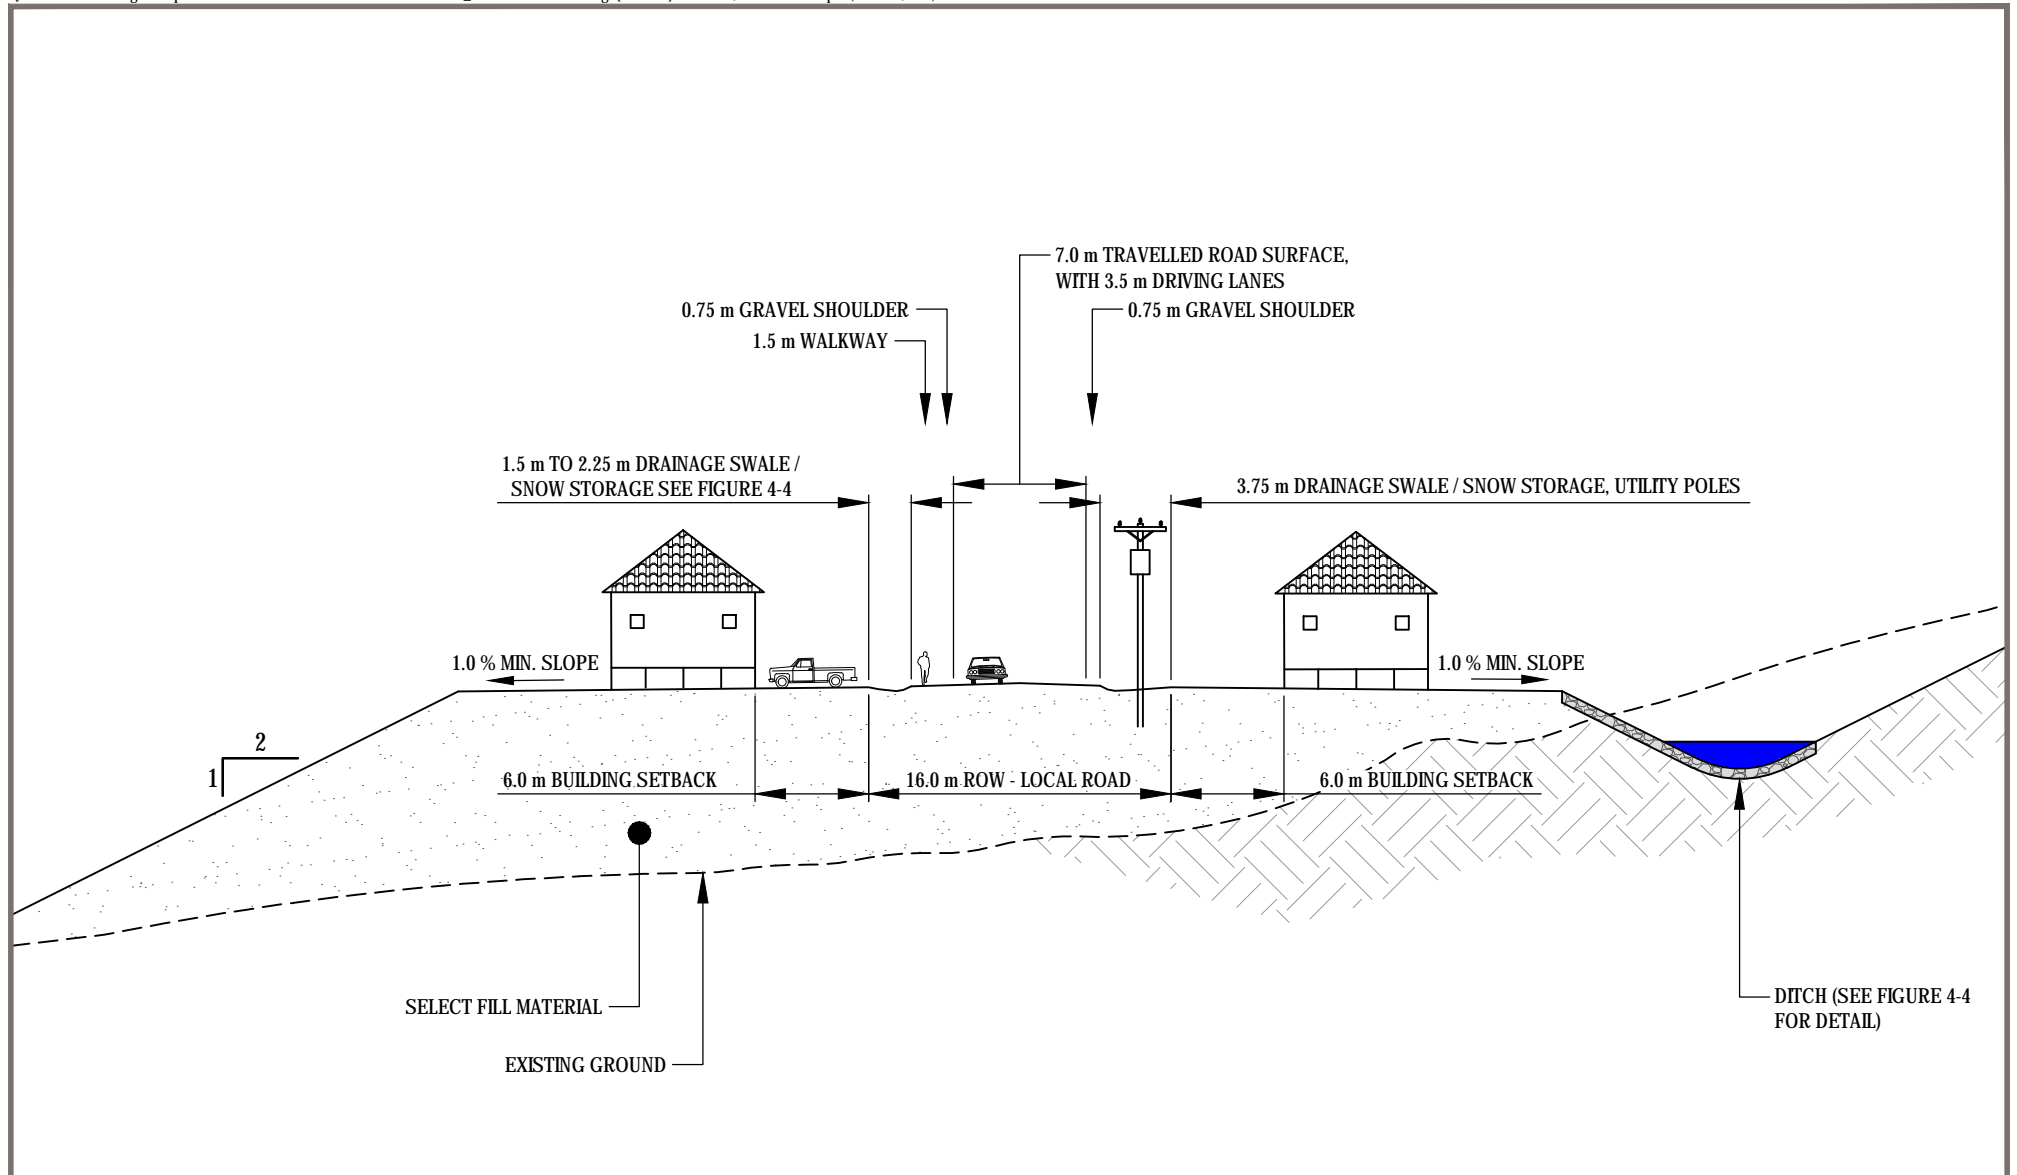 7.0 m TRAVELLED ROAD SURFACE,
WITH 3.5 m DRIVING LANES
0.75 m GRAVEL SHOULDER
0.75 m GRAVEL SHOULDER
1.5 m WALKWAY
1.5 m TO 2.25 m DRAINAGE SWALE /
SNOW STORAGE SEE FIGURE 4-4
3.75 m DRAINAGE SWALE / SNOW STORAGE, UTILITY POLES
1.0 % MIN. SLOPE
1.0 % MIN. SLOPE
2
1
6.0 m BUILDING SETBACK
16.0 m ROW - LOCAL ROAD
6.0 m BUILDING SETBACK
SELECT FILL MATERIAL
DITCH (SEE FIGURE 4-4
FOR DETAIL)
EXISTING GROUND